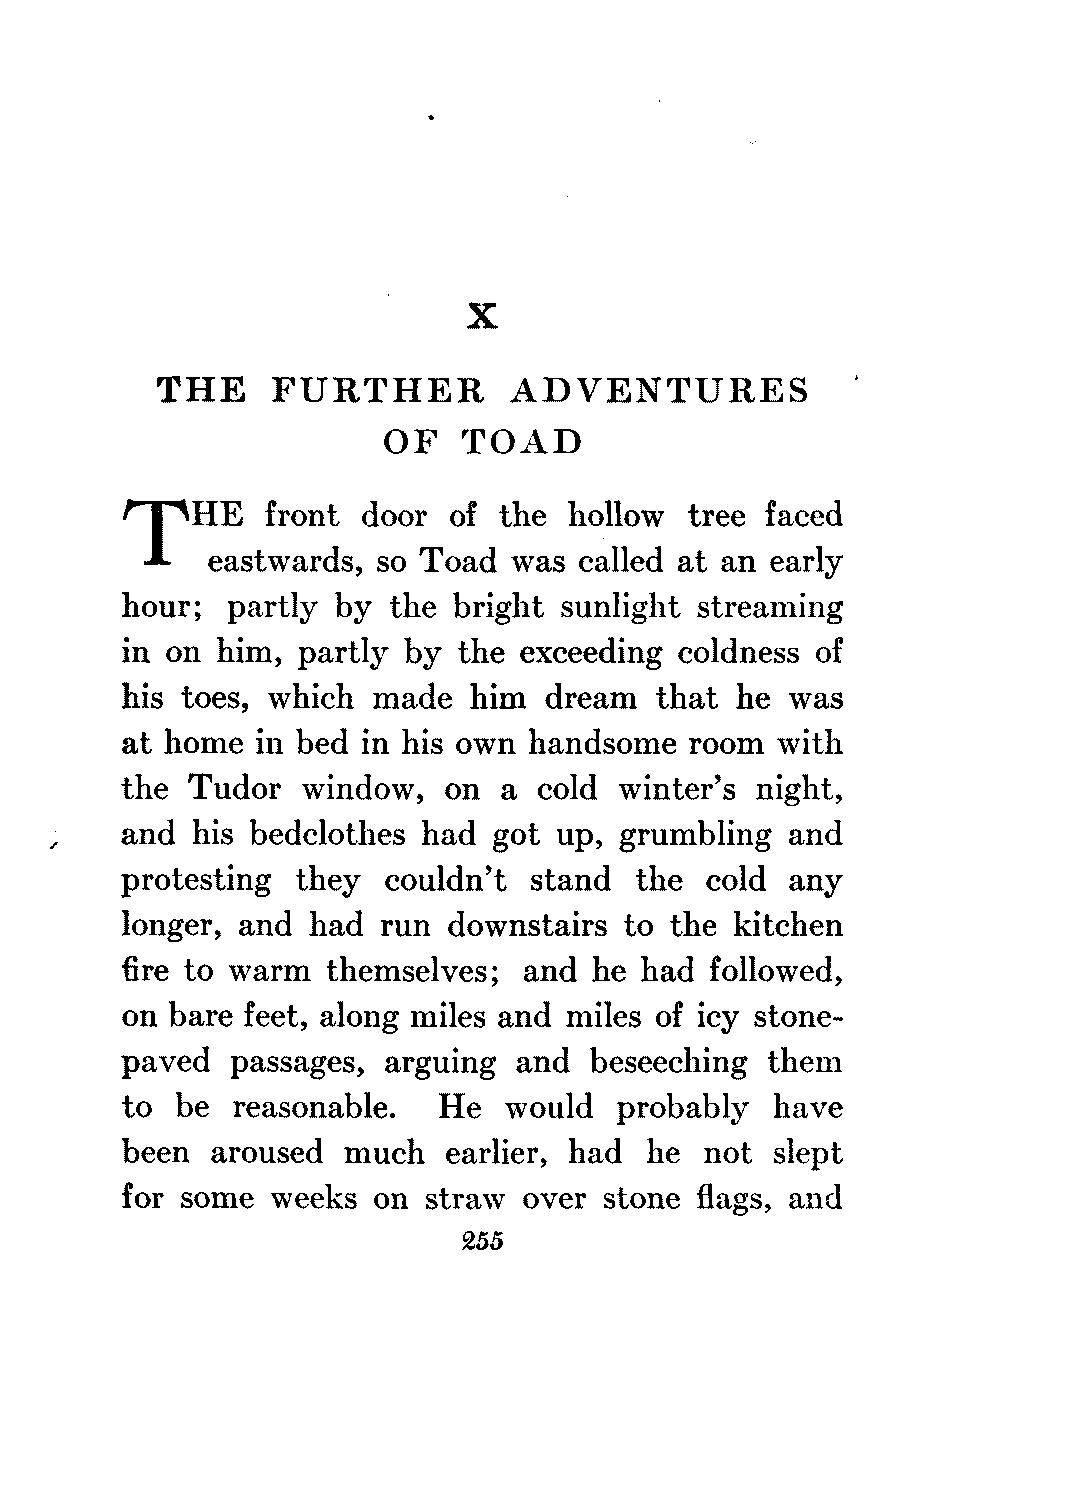 X
THE FURTHER ADVENTURES
OF TOAD
THE front door of the hollow tree faced
eastwards, so Toad was called at an early
hour; partly by the bright sunlight streaming
in on him, partly by the exceeding coldness of
his toes, which made him dream that he was
at home in bed in his own handsome room with
the Tudor window, on a cold winter's night,
and his bedclothes had got up, grumbling and
protesting they couldn't stand the cold any
longer, and had run downstairs to the kitchen
fire to warm themselves; and he had followed,
on bare feet, along miles and miles of icy stone-
paved passages, arguing and beseeching them
to be reasonable. He would probably have
been aroused much earlier, had he not slept
for some weeks on straw over stone flags, and
255